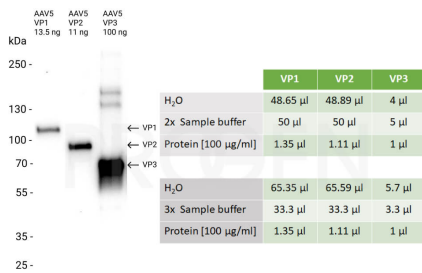 AAV5 AAV5 AAV5
VP1 VP2 VP3
13.5 ng 11 ng 100 ng
kDa
250 -
130 -
100 -
70 -
55 -
35 -
25 -
← VP1
← VP2
← VP3
VP1 VP2 VP3
H₂O 48.65 µl 48.89 µl 4 µl
2x Sample buffer 50 µl 50 µl 5 µl
Protein [100 µg/ml] 1.35 µl 1.11 µl 1 µl
H₂O 65.35 µl 65.59 µl 5.7 µl
3x Sample buffer 33.3 µl 33.3 µl 3.3 µl
Protein [100 µg/ml] 1.35 µl 1.11 µl 1 µl
PROGEN